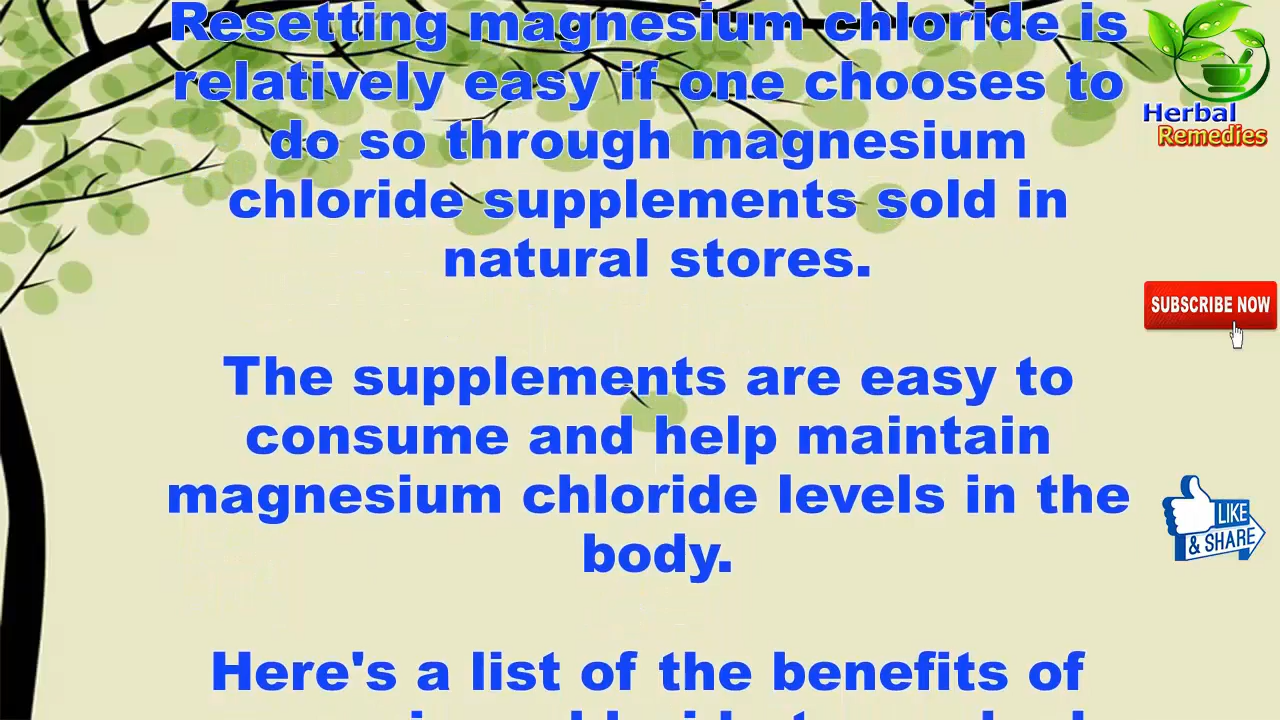 Resetting magnesium chloride is
relatively easy if one chooses to
do so through magnesium
chloride supplements sold in
natural stores.
The supplements are easy to
consume and help maintain
magnesium chloride levels in the
body.
Here's a list of the benefits of
Herbal
Remedies
SUBSCRIBE NOW
LIKE
& SHARE